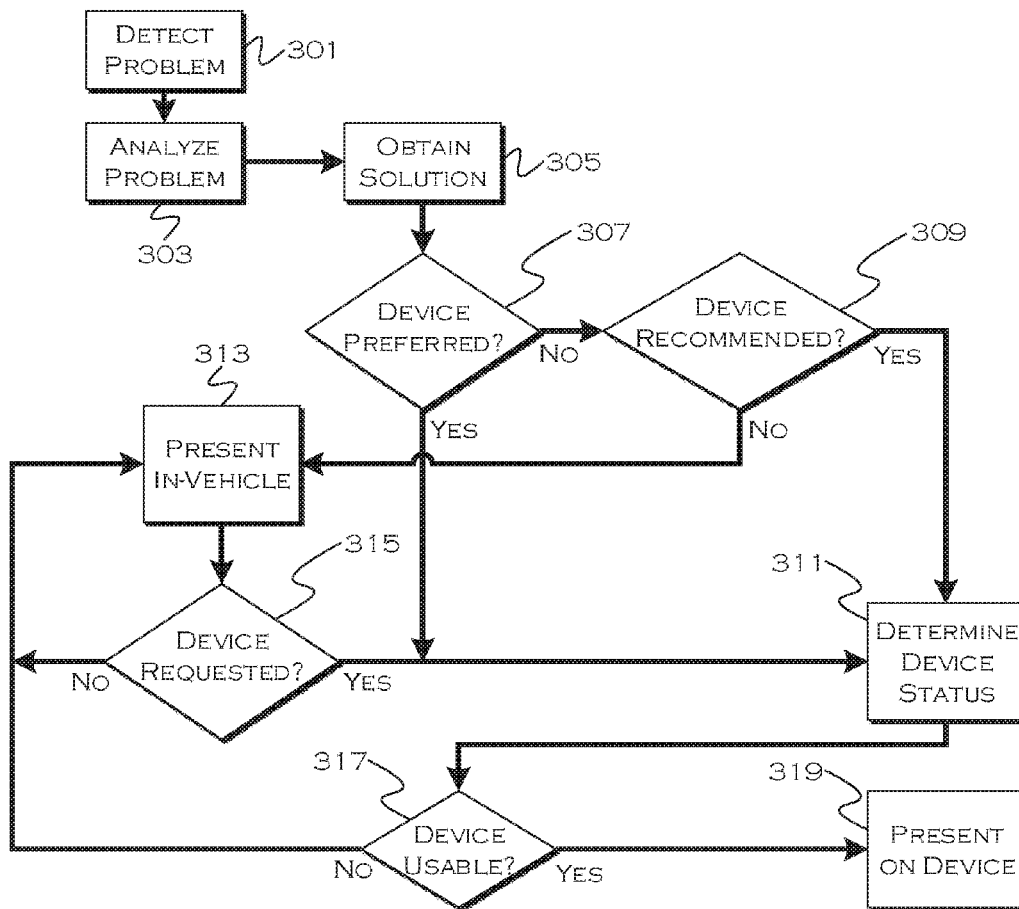 DETECT
PROBLEM
301
ANALYZE
PROBLEM
303
OBTAIN
SOLUTION
305
307
DEVICE
PREFERRED?
NO
YES
309
DEVICE
RECOMMENDED?
YES
NO
313
PRESENT
IN-VEHICLE
315
DEVICE
REQUESTED?
NO
YES
311
DETERMINE
DEVICE
STATUS
317
DEVICE
USABLE?
NO
YES
319
PRESENT
ON DEVICE